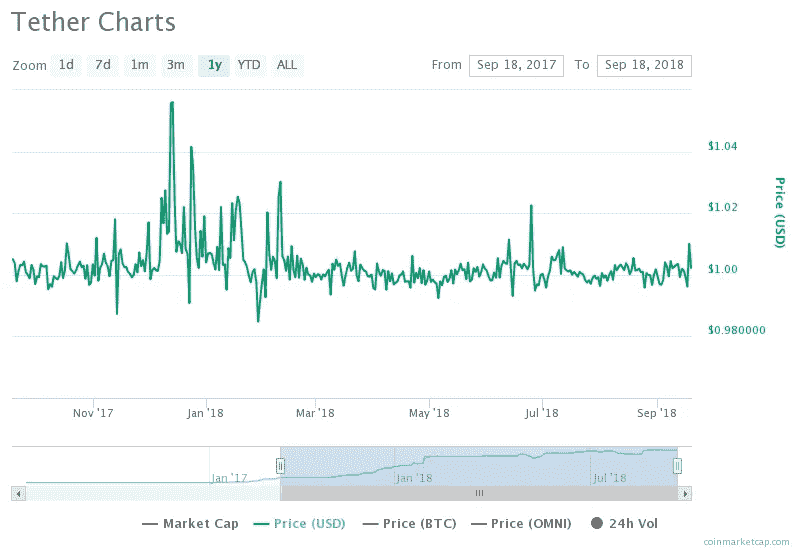 Tether Charts
Zoom 1d 7d 1m 3m 1y YTD ALL From Sep 18, 2017 To Sep 18, 2018
$1.04
$1.02
$1.00
$0.980000
Price (USD)
Nov '17 Jan '18 Mar '18 May '18 Jul '18 Sep '18
Jan '17 Jan '18 Jul '18
Market Cap Price (USD) Price (BTC) Price (OMNI) 24h Vol
coinmarketcap.com